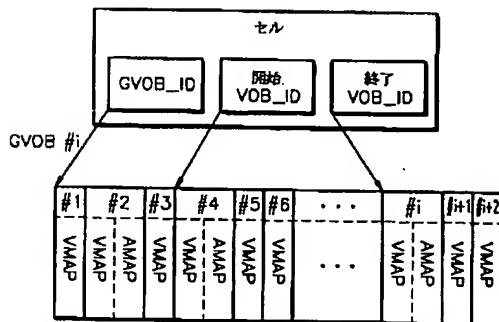 セル
GVOB_ID
開始
VOB_ID
終了
VOB_ID
GVOB #i
#1 #2 #3 #4 #5 #6 ... #i #i+1 #i+2
VMAP VMAP AMAP VMAP VMAP AMAP VMAP VMAP ... VMAP AMAP VMAP VMAP